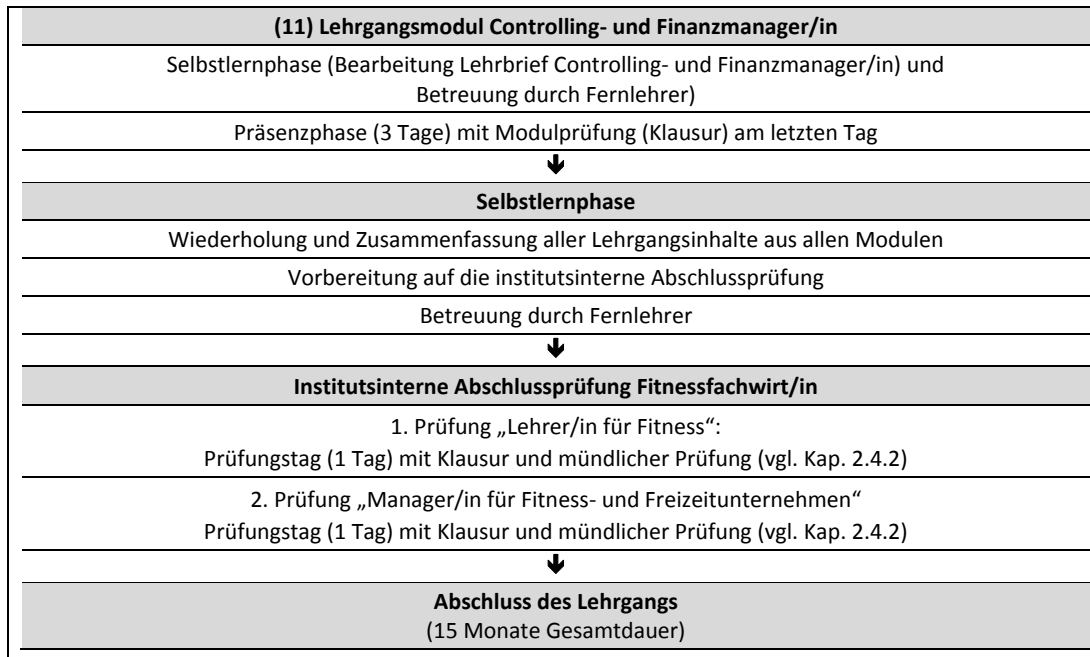 (11) Lehrgangsmodul Controlling- und Finanzmanager/in
Selbstlernphase (Bearbeitung Lehrbrief Controlling- und Finanzmanager/in) und
Betreuung durch Fernlehrer)
Präsenzphase (3 Tage) mit Modulprüfung (Klausur) am letzten Tag
Selbstlernphase
Wiederholung und Zusammenfassung aller Lehrgangsinhalte aus allen Modulen
Vorbereitung auf die institutsinterne Abschlussprüfung
Betreuung durch Fernlehrer
Institutsinterne Abschlussprüfung Fitnessfachwirt/in
1. Prüfung „Lehrer/in für Fitness“:
Prüfungstag (1 Tag) mit Klausur und mündlicher Prüfung (vgl. Kap. 2.4.2)
2. Prüfung „Manager/in für Fitness- und Freizeitunternehmen“
Prüfungstag (1 Tag) mit Klausur und mündlicher Prüfung (vgl. Kap. 2.4.2)
Abschluss des Lehrgangs
(15 Monate Gesamtdauer)